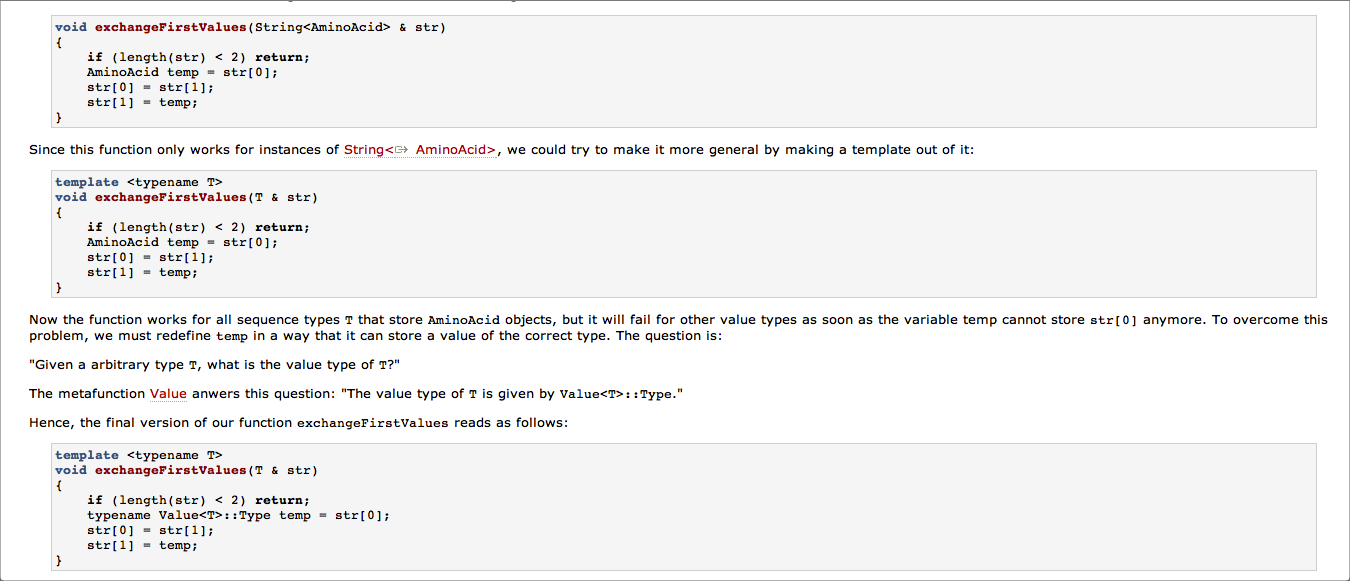 void exchangeFirstValues(String<AminoAcid> & str)
{
    if (length(str) < 2) return;
    AminoAcid temp = str[0];
    str[0] = str[1];
    str[1] = temp;
}
Since this function only works for instances of String< AminoAcid>, we could try to make it more general by making a template out of it:
template <typename T>
void exchangeFirstValues(T & str)
{
    if (length(str) < 2) return;
    AminoAcid temp = str[0];
    str[0] = str[1];
    str[1] = temp;
}
Now the function works for all sequence types T that store AminoAcid objects, but it will fail for other value types as soon as the variable temp cannot store str[0] anymore. To overcome this
problem, we must redefine temp in a way that it can store a value of the correct type. The question is:
"Given a arbitrary type T, what is the value type of T?"
The metafunction Value anwers this question: "The value type of T is given by Value<T>::Type."
Hence, the final version of our function exchangeFirstValues reads as follows:
template <typename T>
void exchangeFirstValues(T & str)
{
    if (length(str) < 2) return;
    typename Value<T>::Type temp = str[0];
    str[0] = str[1];
    str[1] = temp;
}